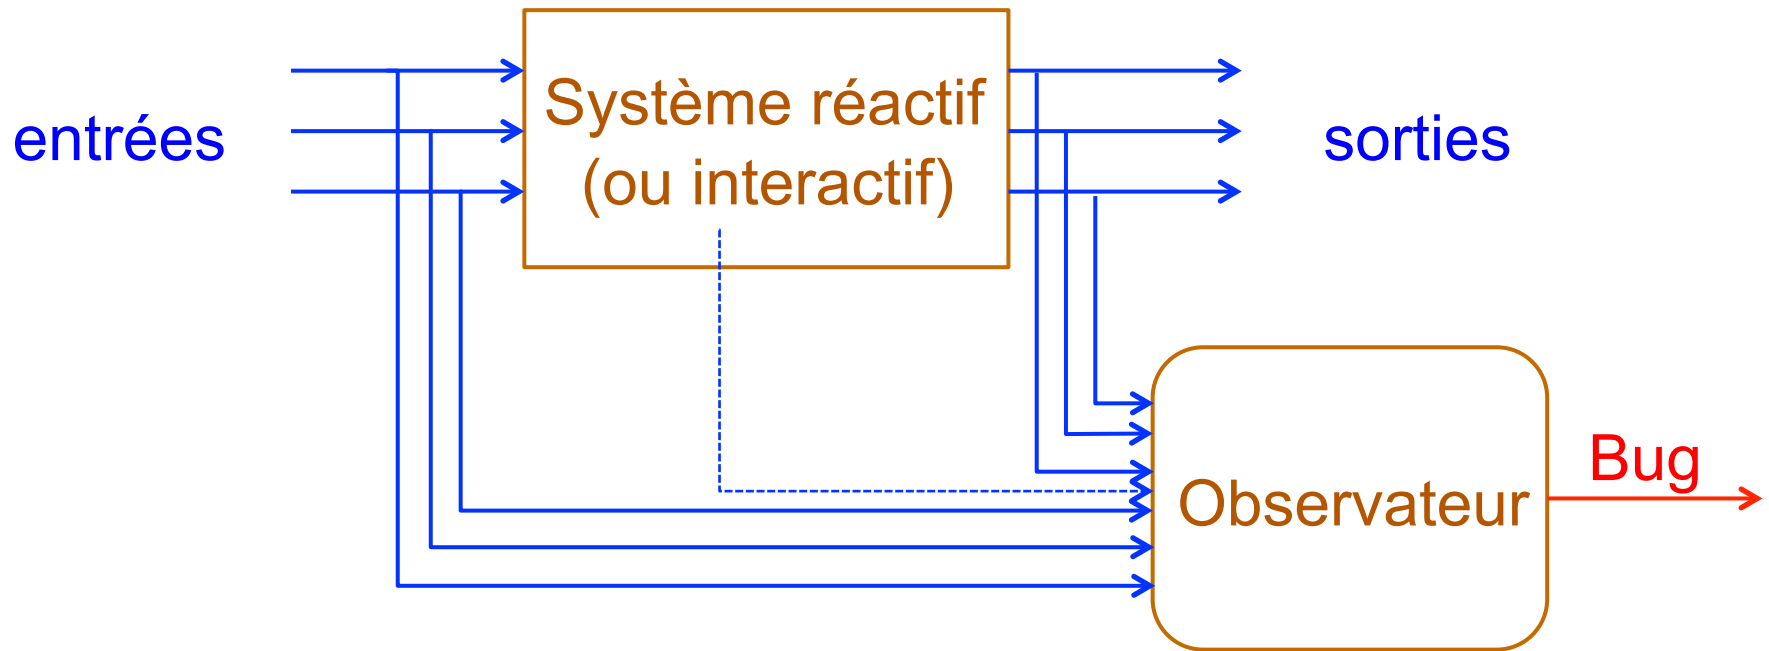 entrées
Système réactif
(ou interactif)
sorties
Observateur
Bug